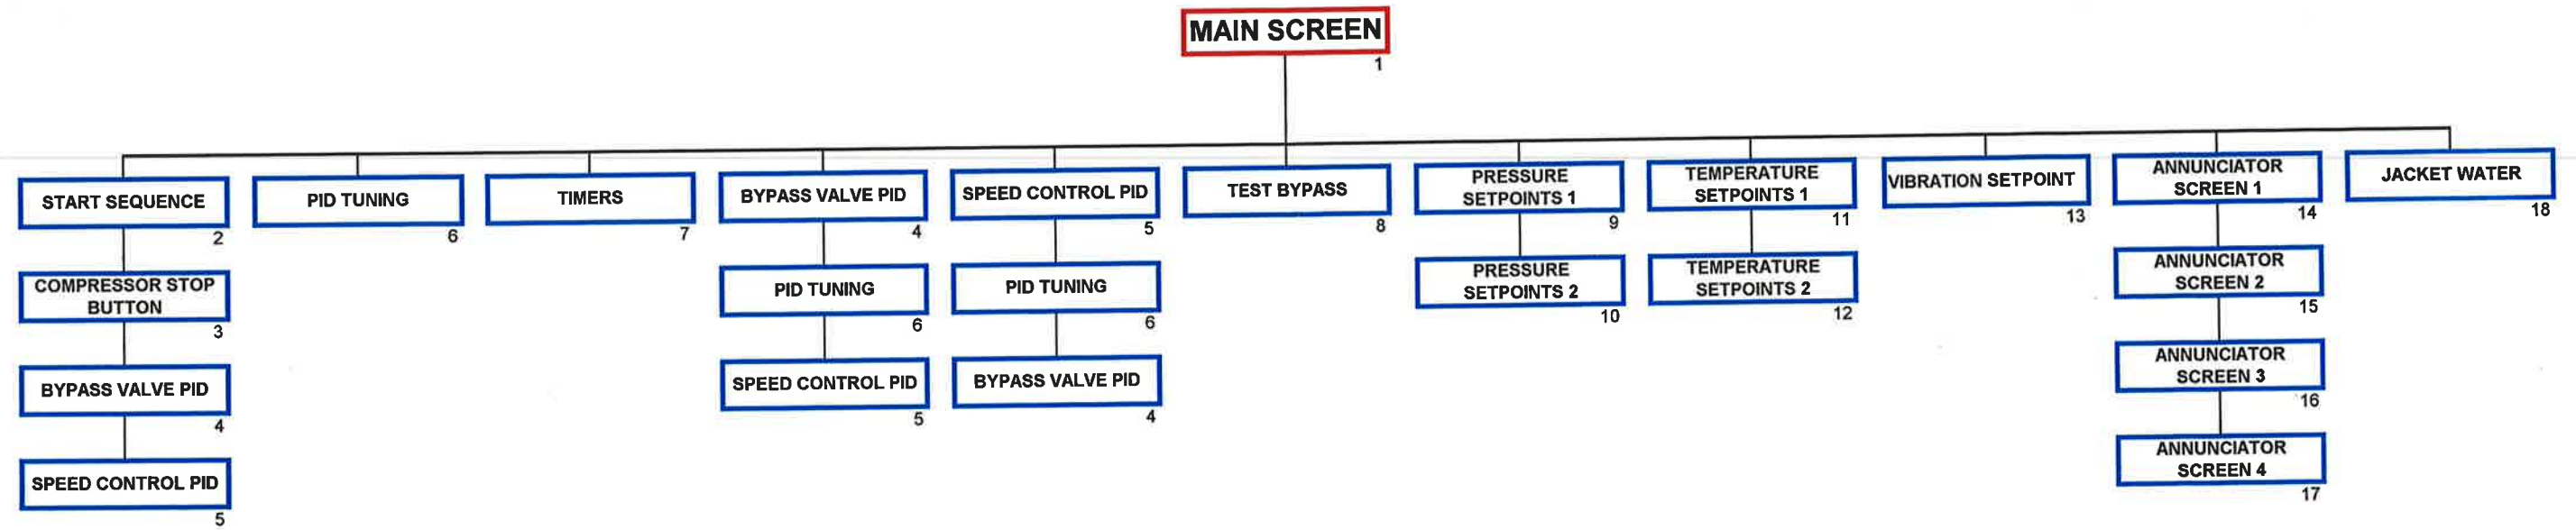 MAIN SCREEN
1
START SEQUENCE
2
COMPRESSOR STOP
BUTTON
3
BYPASS VALVE PID
4
SPEED CONTROL PID
5
PID TUNING
6
TIMERS
7
BYPASS VALVE PID
4
PID TUNING
6
SPEED CONTROL PID
5
SPEED CONTROL PID
5
PID TUNING
6
BYPASS VALVE PID
4
TEST BYPASS
8
PRESSURE
SETPOINTS 1
9
PRESSURE
SETPOINTS 2
10
TEMPERATURE
SETPOINTS 1
11
TEMPERATURE
SETPOINTS 2
12
VIBRATION SETPOINT
13
ANNUNCIATOR
SCREEN 1
14
ANNUNCIATOR
SCREEN 2
15
ANNUNCIATOR
SCREEN 3
16
ANNUNCIATOR
SCREEN 4
17
JACKET WATER
18